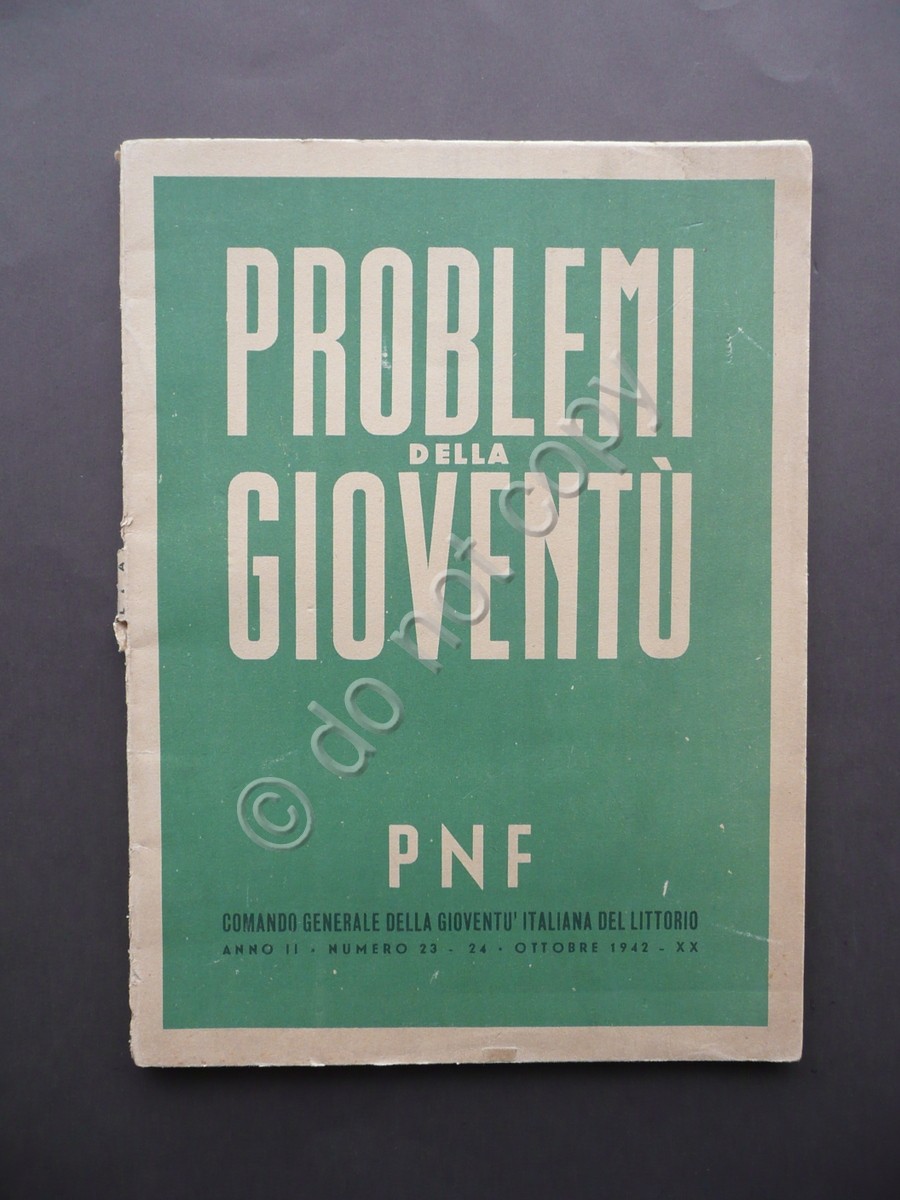 PROBLEMI
DELLA
GIOVENTÙ
PNF
COMANDO GENERALE DELLA GIOVENTU' ITALIANA DEL LITTORIO
ANNO II • NUMERO 23 - 24 • OTTOBRE 1942 - XX
© do not copy